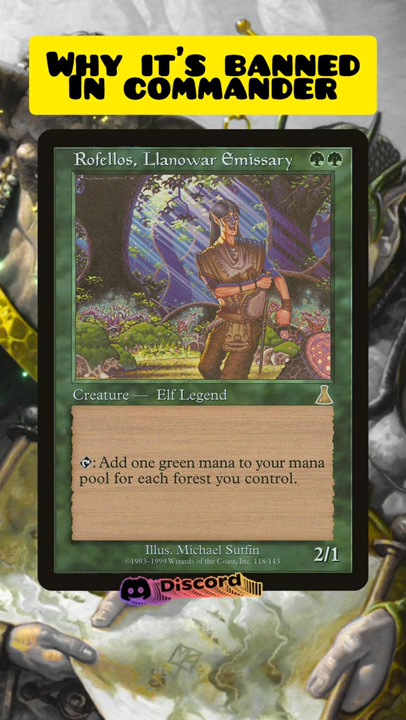 Why it's banned
In commander
Rofellos, Llanowar Emissary
Creature — Elf Legend
: Add one green mana to your mana
pool for each forest you control.
Illus. Michael Sutfin
©1993–1999 Wizards of the Coast, Inc. 118/143
2/1
Discord